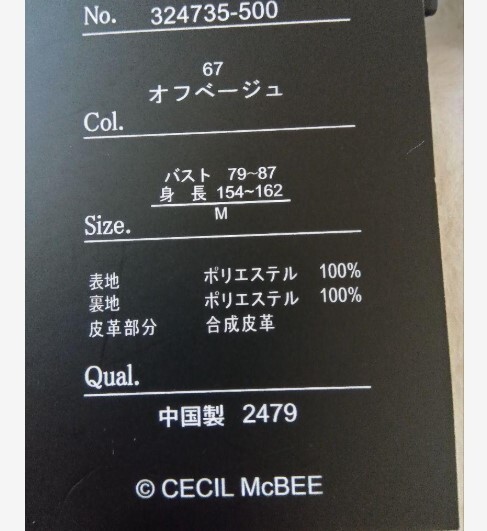 No. 324735-500
67
オフベージュ
Col.
バスト 79~87
身 長 154~162
M
Size.
表地 ポリエステル 100%
裏地 ポリエステル 100%
皮革部分 合成皮革
Qual.
中国製 2479
© CECIL McBEE